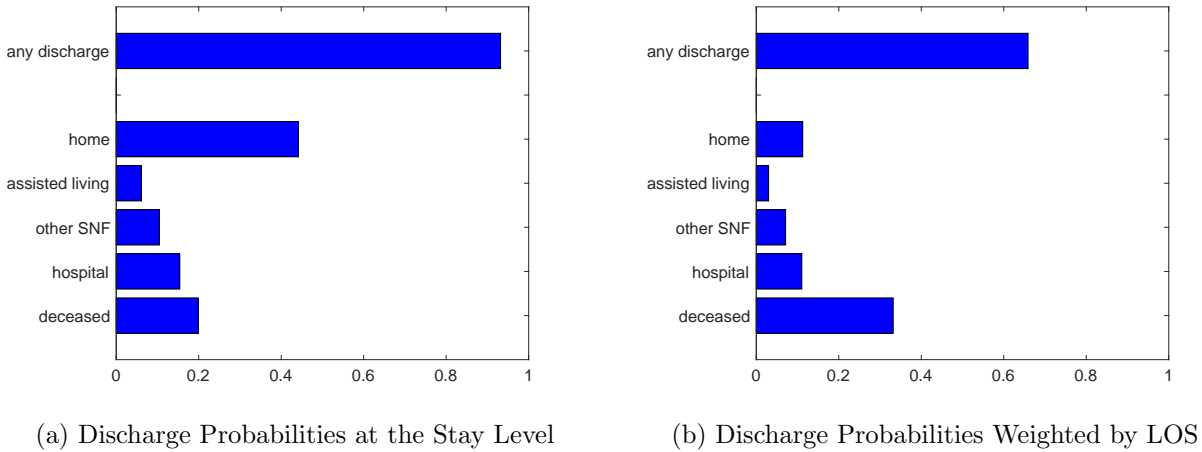 any discharge
home
assisted living
other SNF
hospital
deceased
0 0.2 0.4 0.6 0.8 1
(a) Discharge Probabilities at the Stay Level
any discharge
home
assisted living
other SNF
hospital
deceased
0 0.2 0.4 0.6 0.8 1
(b) Discharge Probabilities Weighted by LOS